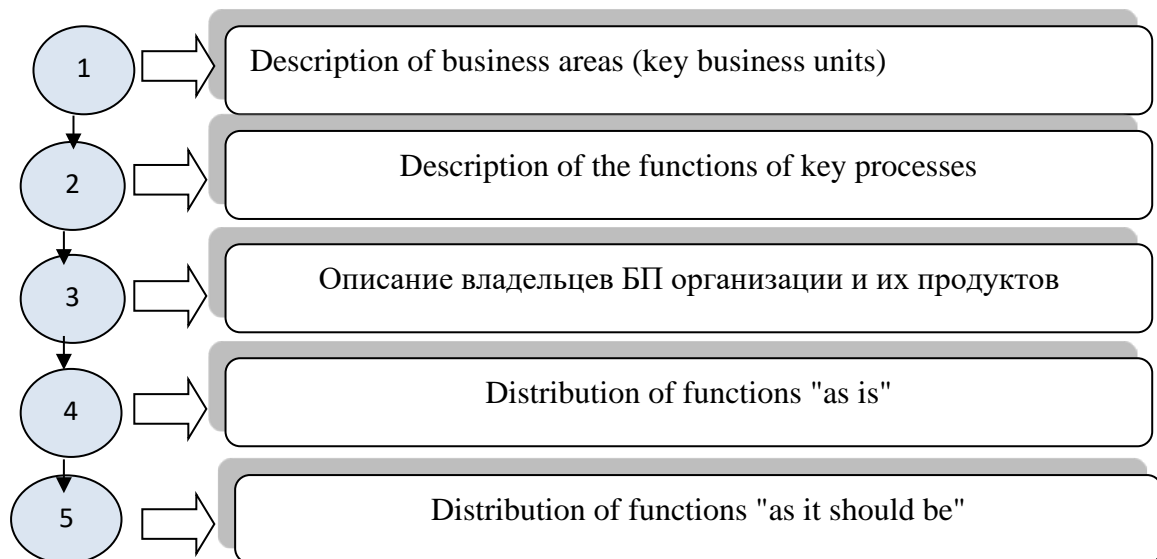 1
Description of business areas (key business units)
2
Description of the functions of key processes
3
Описание владельцев БП организации и их продуктов
4
Distribution of functions "as is"
5
Distribution of functions "as it should be"